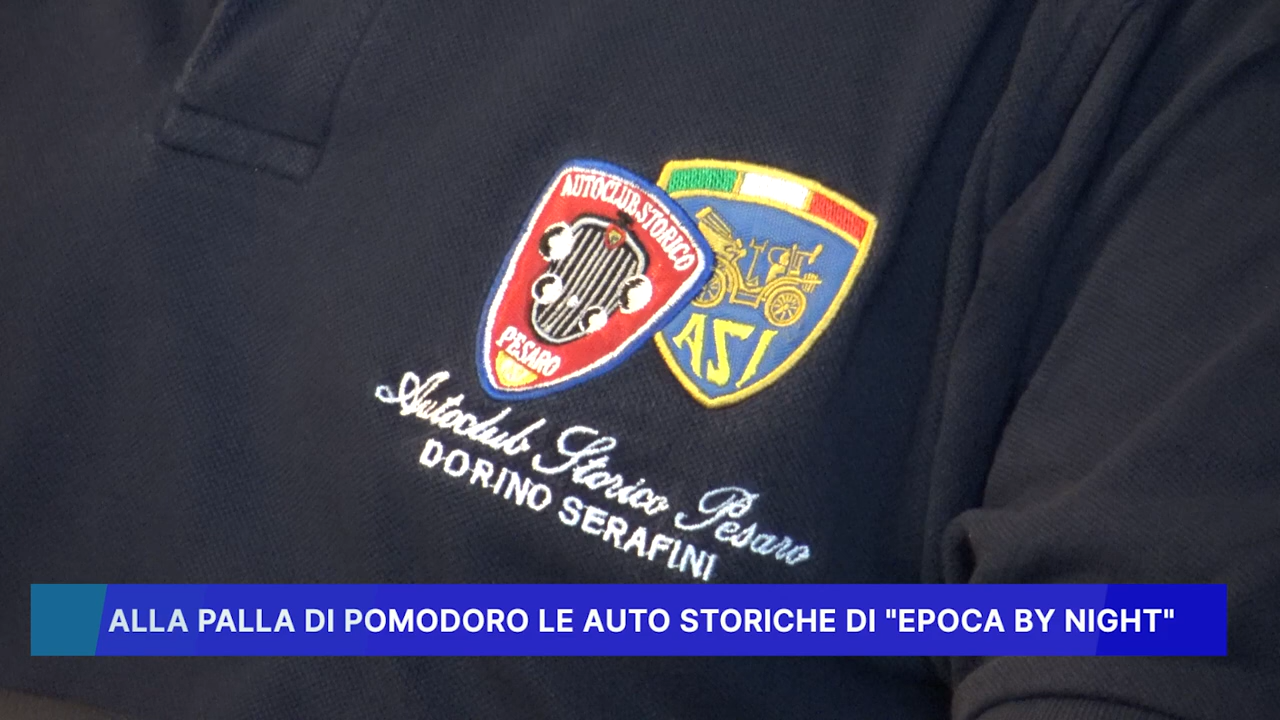 AUTOCLUB STORICO
PESARO
ASI
Autoclub Storico Pesaro
DORINO SERAFINI
ALLA PALLA DI POMODORO LE AUTO STORICHE DI "EPOCA BY NIGHT"